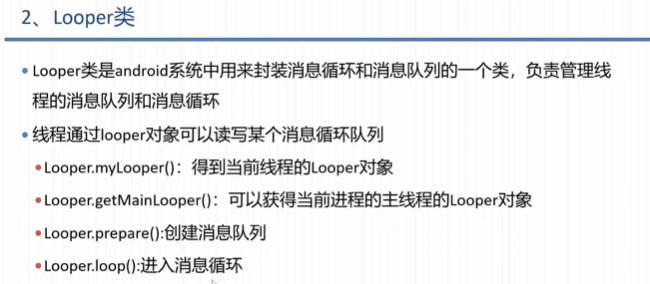 2、Looper类
•Looper类是android系统中用来封装消息循环和消息队列的一个类，负责管理线
程的消息队列和消息循环
•线程通过looper对象可以读写某个消息循环队列
•Looper.myLooper()：得到当前线程的Looper对象
•Looper.getMainLooper()：可以获得当前进程的主线程的Looper对象
•Looper.prepare():创建消息队列
•Looper.loop():进入消息循环